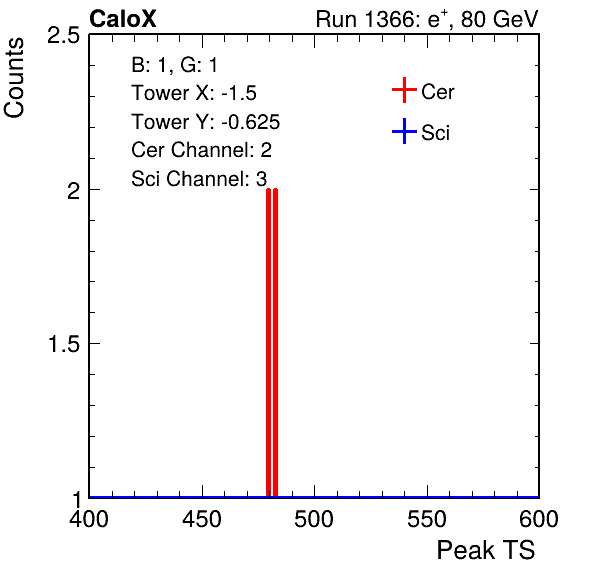 CaloX Run 1366: e+, 80 GeV
Counts
2.5
B: 1, G: 1
Tower X: -1.5
Tower Y: -0.625
Cer Channel: 2
Sci Channel: 3
Cer
Sci
2
1.5
1
400 450 500 550 600
Peak TS